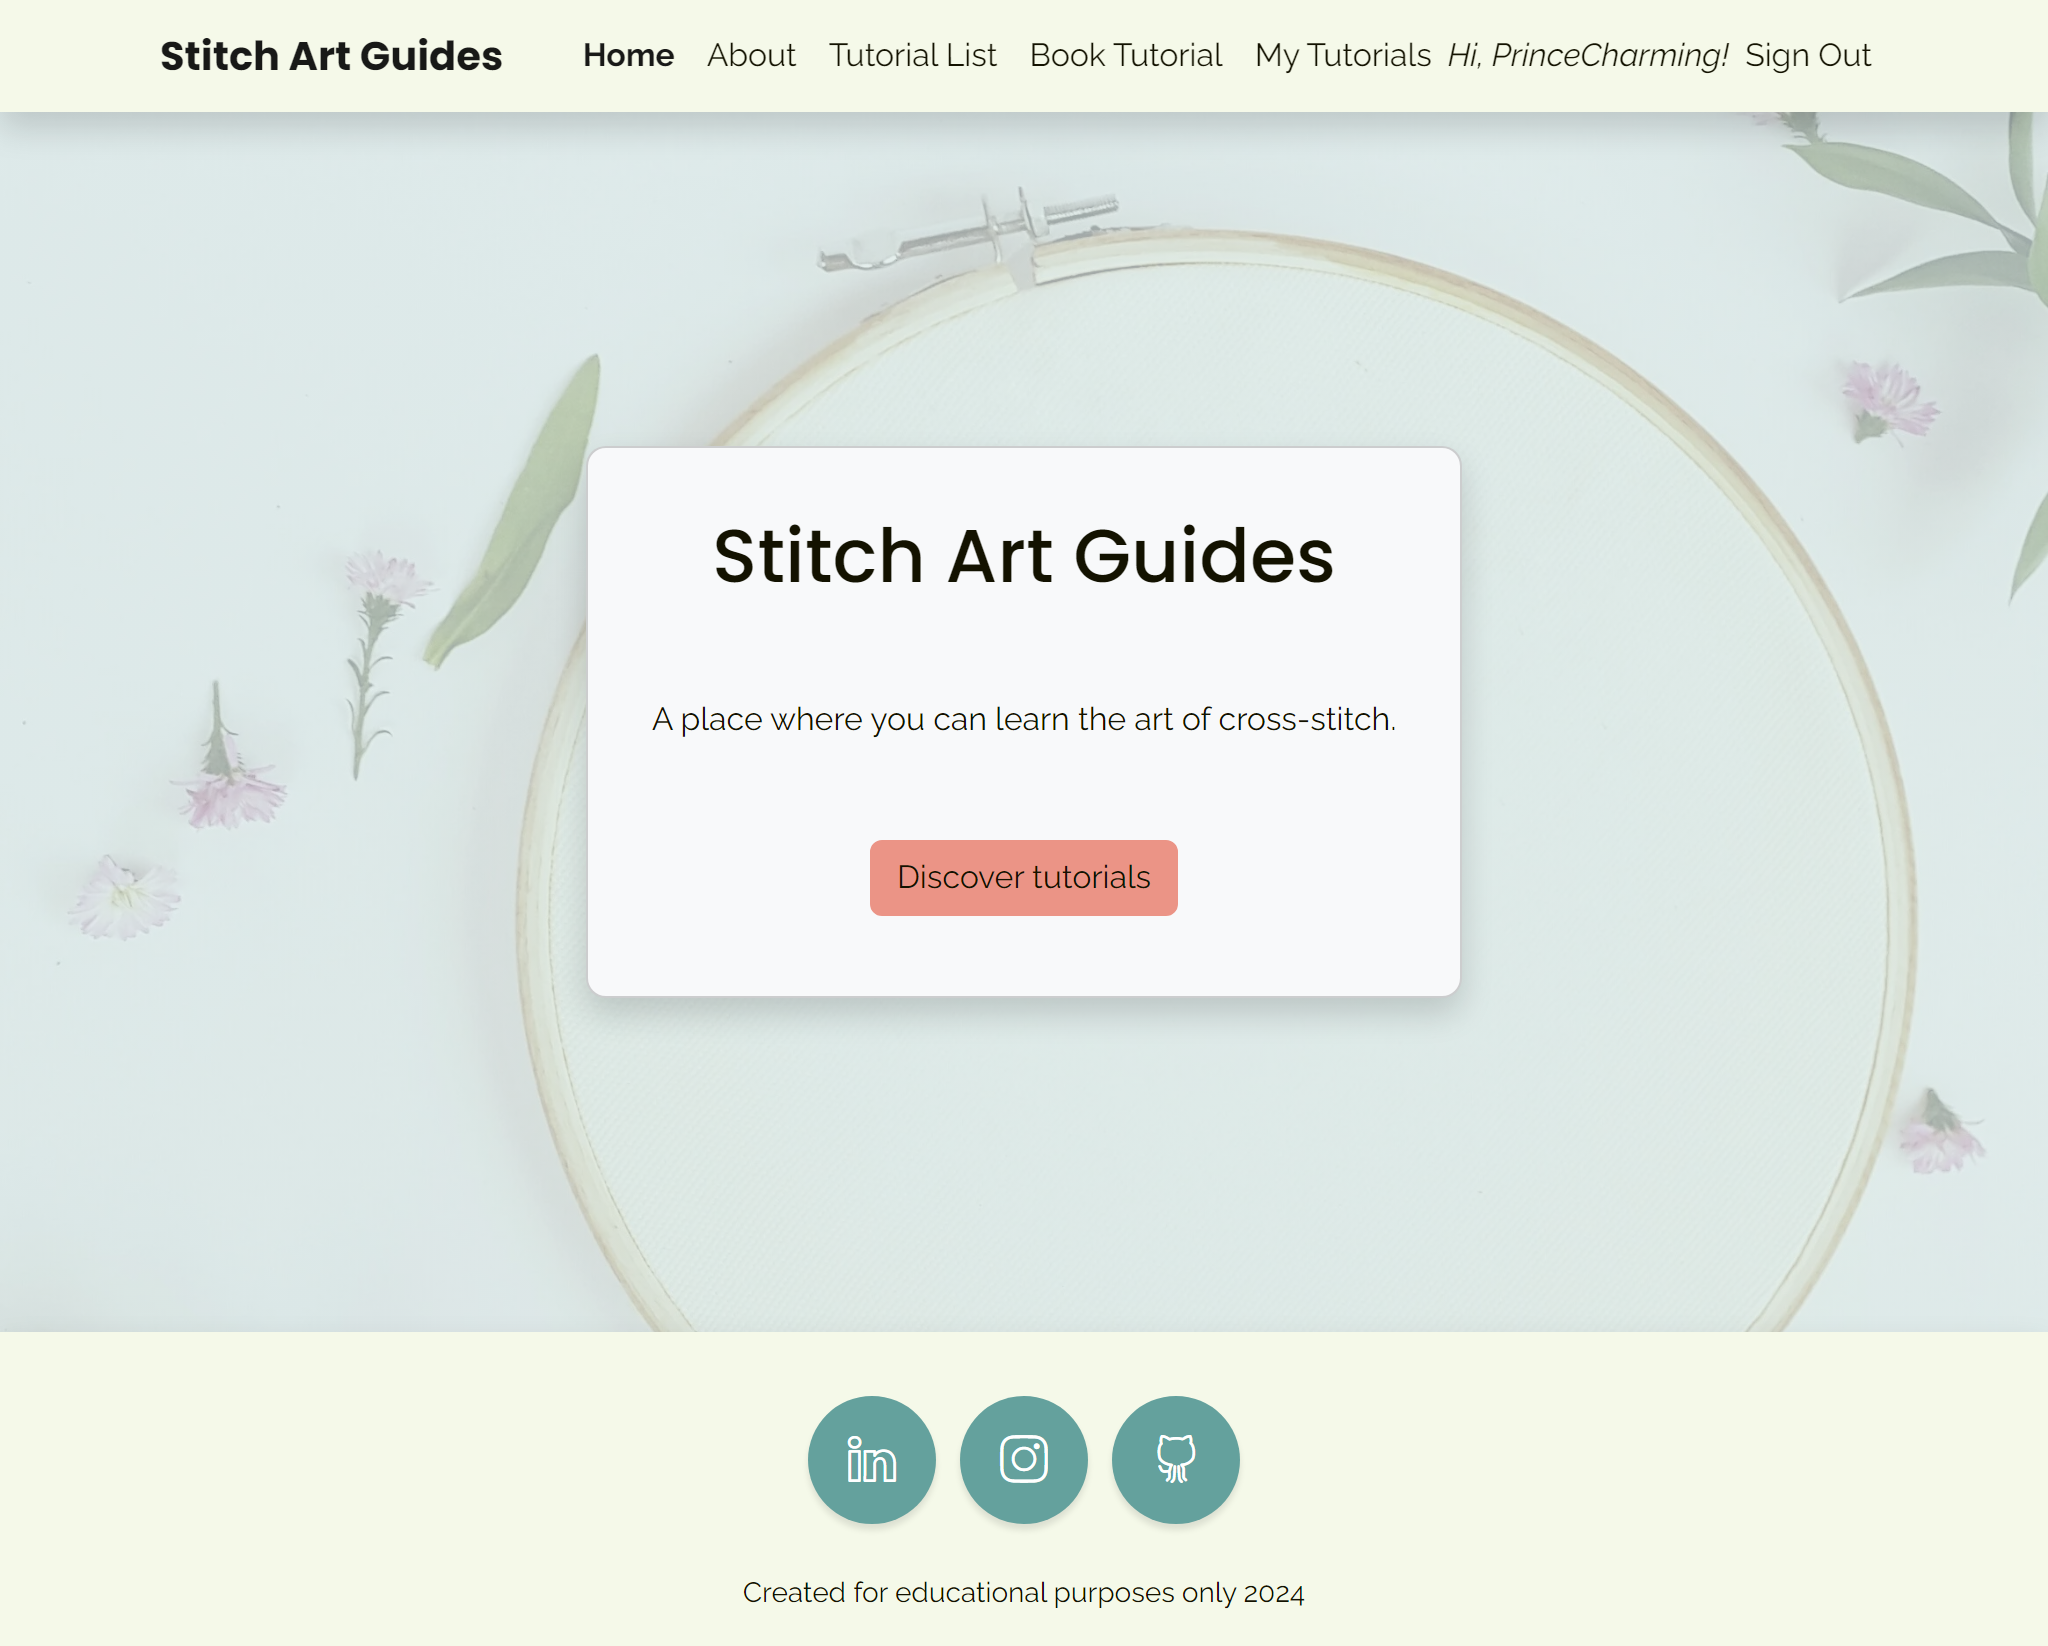 Stitch Art Guides Home About Tutorial List Book Tutorial My Tutorials Hi, PrinceCharming! Sign Out
Stitch Art Guides
A place where you can learn the art of cross-stitch.
Discover tutorials
in
Created for educational purposes only 2024